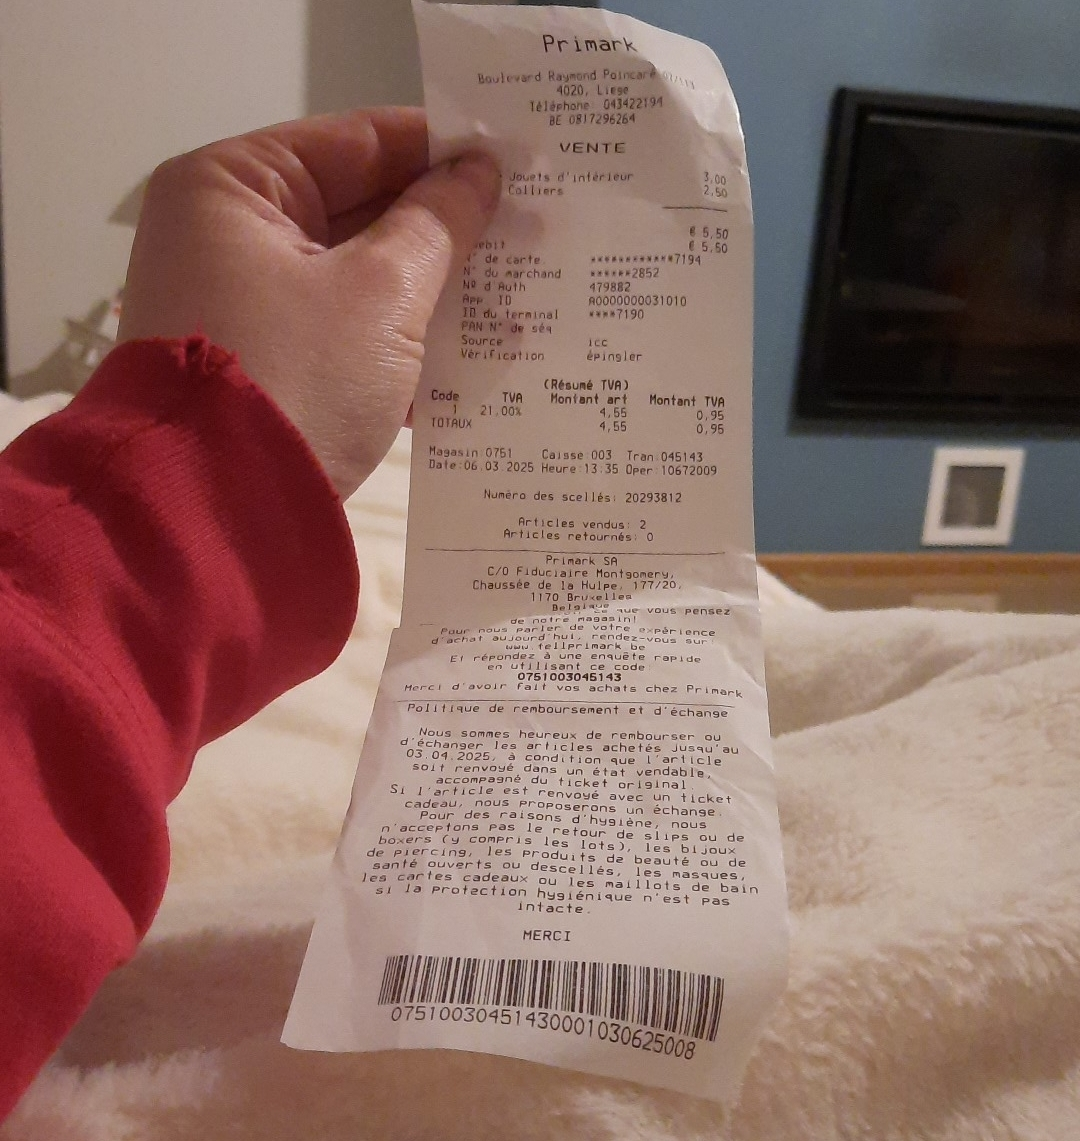 Primark
Boulevard Raymond Poincaré
4020, Liege
Téléphone: 043422194
BE 0817296264
VENTE
Jouets d'intérieur 3,00
Colliers 2,50
€ 5,50
€ 5,50
N° de carte. ************7194
N° du marchand ******2852
Nº d'Auth 479882
App. ID A0000000031010
ID du terminal ****7190
PAN N° de séq
Source icc
Vérification épingler
(Résumé TVA)
Code TVA Montant art Montant TVA
1 21.00% 4,55 0,95
TOTAUX 4,55 0,95
Magasin:0751 Caisse:003 Tran:045143
Date:06.03.2025 Heure:13:35 Oper:10672009
Numéro des scellés: 20293812
Articles vendus: 2
Articles retournés: 0
Primark SA
C/O Fiduciaire Montgomery,
Chaussée de la Hulpe, 177/20,
1170 Bruxelles
Belgique
ce que vous pensez
de notre magasin!
Pour nous parler de votre expérience
d'achat aujourd'hui, rendez-vous sur:
www.tellprimark.be
Et répondez à une enquête rapide
en utilisant ce code:
0751003045143
Merci d'avoir fait vos achats chez Primark
Politique de remboursement et d'échange
Nous sommes heureux de rembourser ou
d'échanger les articles achetés jusqu'au
03.04.2025, à condition que l'article
soit renvoyé dans un état vendable,
accompagné du ticket original.
Si l'article est renvoyé avec un ticket
cadeau, nous proposerons un échange.
Pour des raisons d'hygiène, nous
n'acceptons pas le retour de slips ou de
boxers (y compris les lots), les bijoux
de piercing, les produits de beauté ou de
santé ouverts ou descellés, les masques,
les cartes cadeaux ou les maillots de bain
si la protection hygiénique n'est pas
intacte.
MERCI
07510030451430001030625008